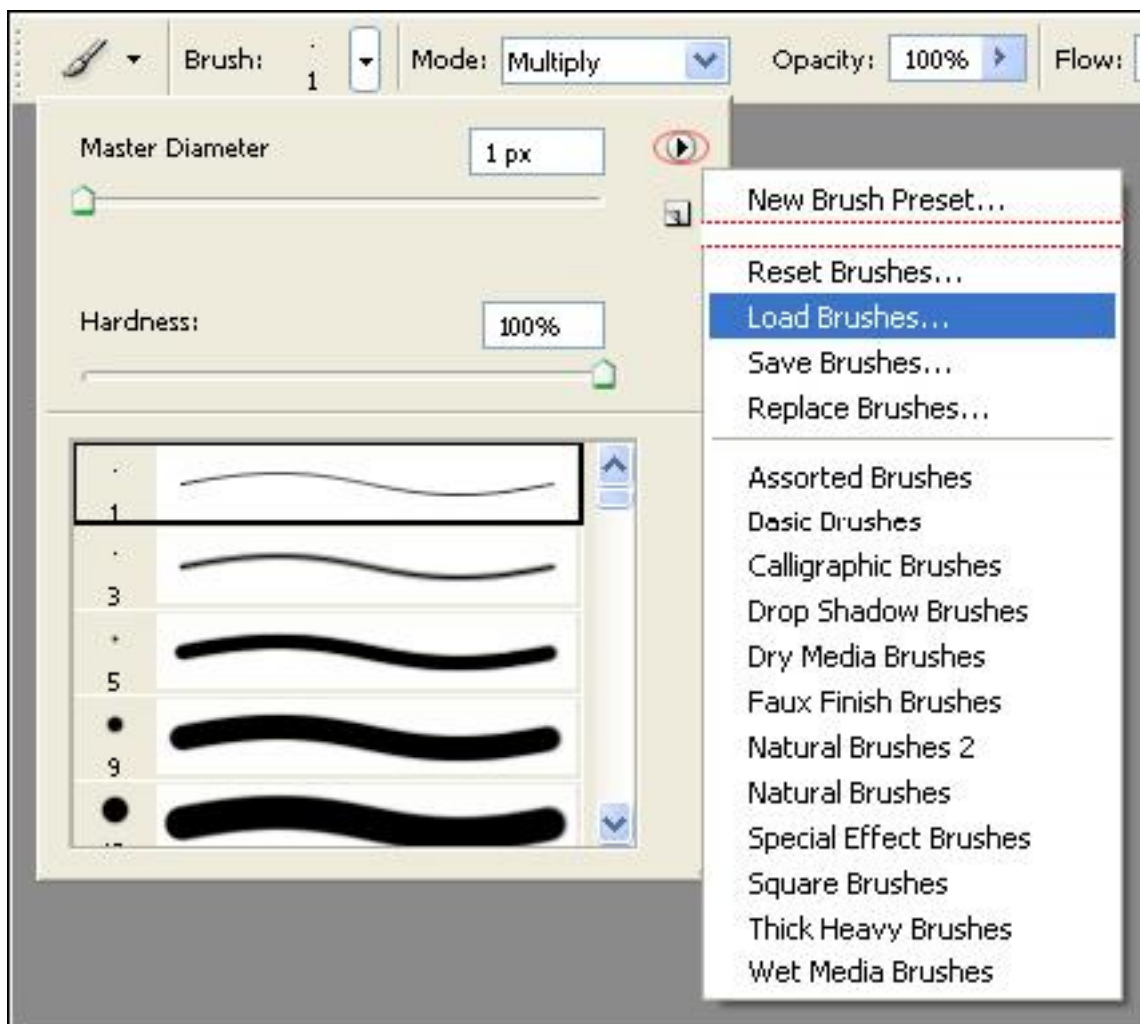 Brush: 1 Mode: Multiply Opacity: 100% Flow:
Master Diameter 1 px
Hardness: 100%
1
3
5
9
New Brush Preset...
Reset Brushes...
Load Brushes...
Save Brushes...
Replace Brushes...
Assorted Brushes
Basic Brushes
Calligraphic Brushes
Drop Shadow Brushes
Dry Media Brushes
Faux Finish Brushes
Natural Brushes 2
Natural Brushes
Special Effect Brushes
Square Brushes
Thick Heavy Brushes
Wet Media Brushes